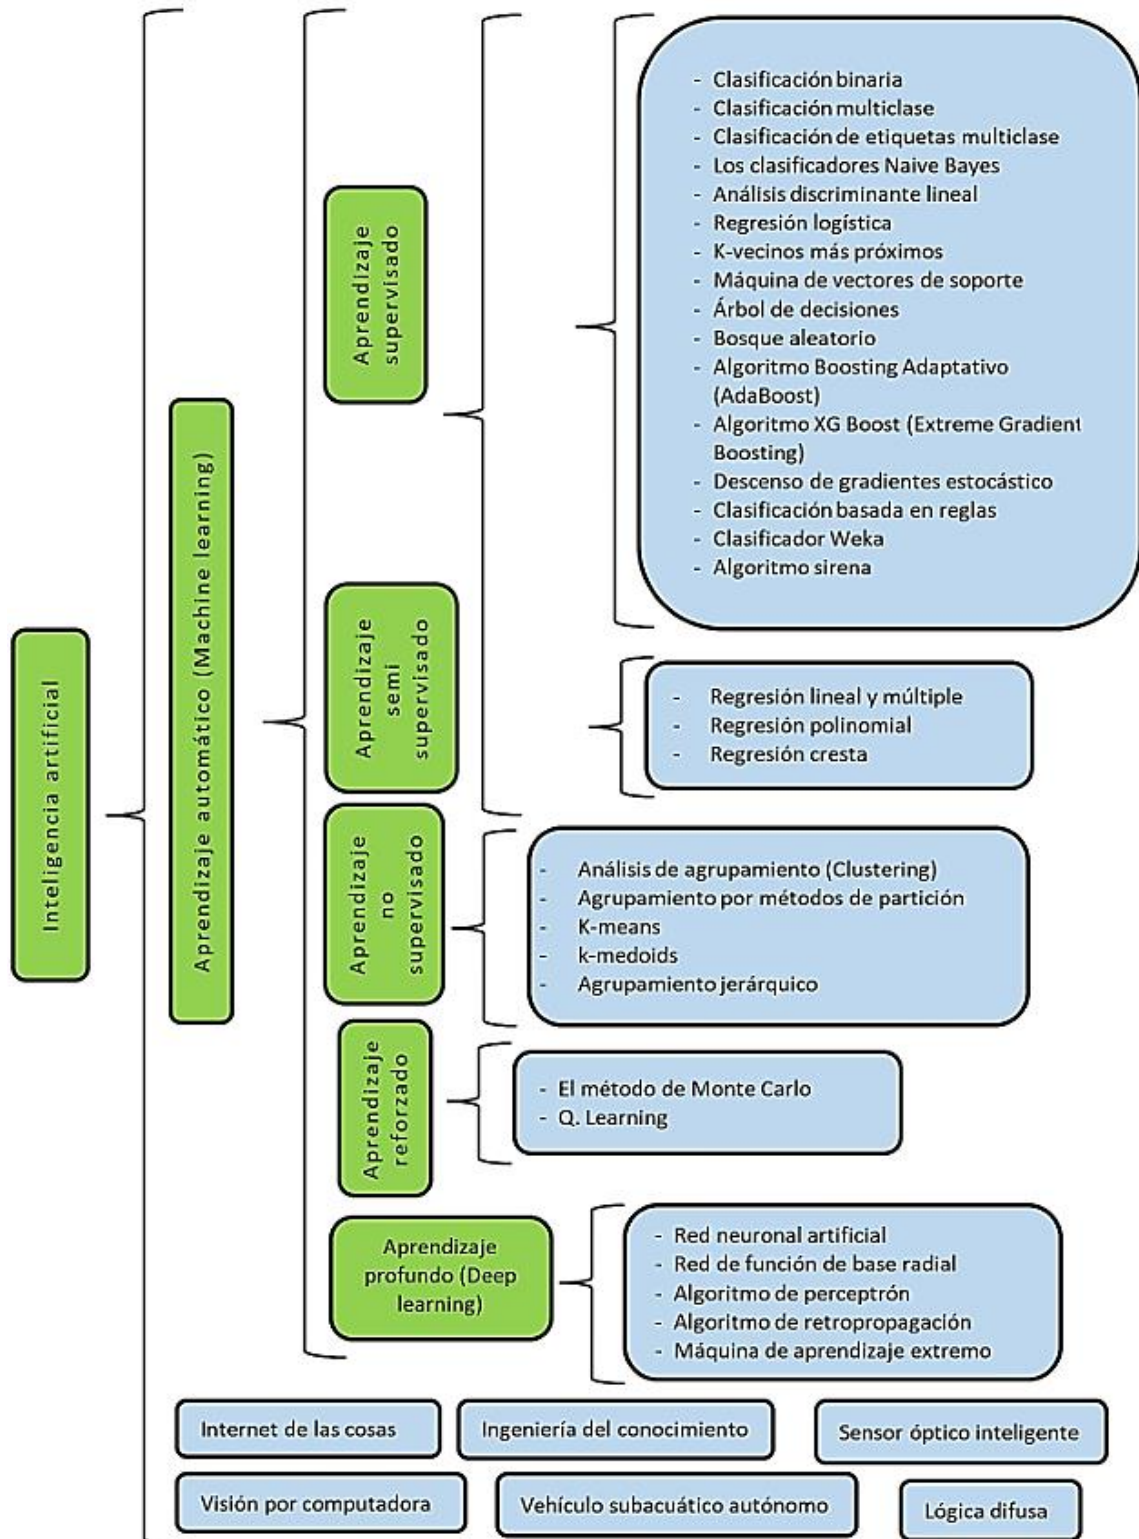 Inteligencia artificial
Aprendizaje automático (Machine learning)
Aprendizaje
supervisado
- Clasificación binaria
- Clasificación multiclase
- Clasificación de etiquetas multiclase
- Los clasificadores Naive Bayes
- Análisis discriminante lineal
- Regresión logística
- K-vecinos más próximos
- Máquina de vectores de soporte
- Árbol de decisiones
- Bosque aleatorio
- Algoritmo Boosting Adaptativo
(AdaBoost)
- Algoritmo XG Boost (Extreme Gradient
Boosting)
- Descenso de gradientes estocástico
- Clasificación basada en reglas
- Clasificador Weka
- Algoritmo sirena
Aprendizaje
semi
supervisado
- Regresión lineal y múltiple
- Regresión polinomial
- Regresión cresta
Aprendizaje
no
supervisado
- Análisis de agrupamiento (Clustering)
- Agrupamiento por métodos de partición
- K-means
- k-medoids
- Agrupamiento jerárquico
Aprendizaje
reforzado
- El método de Monte Carlo
- Q. Learning
Aprendizaje
profundo (Deep
learning)
- Red neuronal artificial
- Red de función de base radial
- Algoritmo de perceptrón
- Algoritmo de retropropagación
- Máquina de aprendizaje extremo
Internet de las cosas
Ingeniería del conocimiento
Sensor óptico inteligente
Visión por computadora
Vehículo subacuático autónomo
Lógica difusa